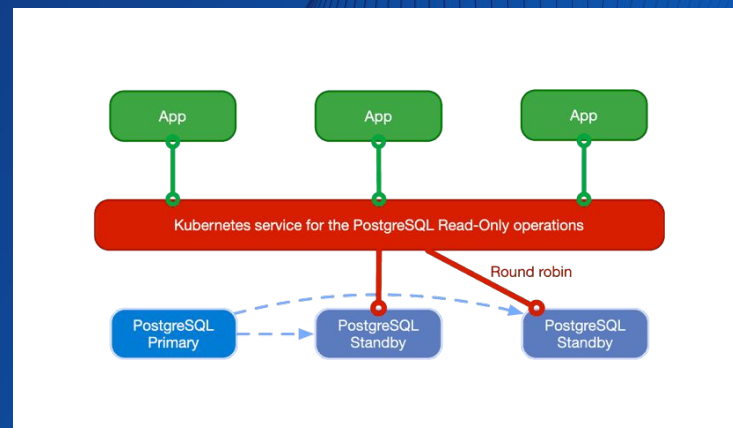 App
App
App
Kubernetes service for the PostgreSQL Read-Only operations
Round robin
PostgreSQL
Primary
PostgreSQL
Standby
PostgreSQL
Standby